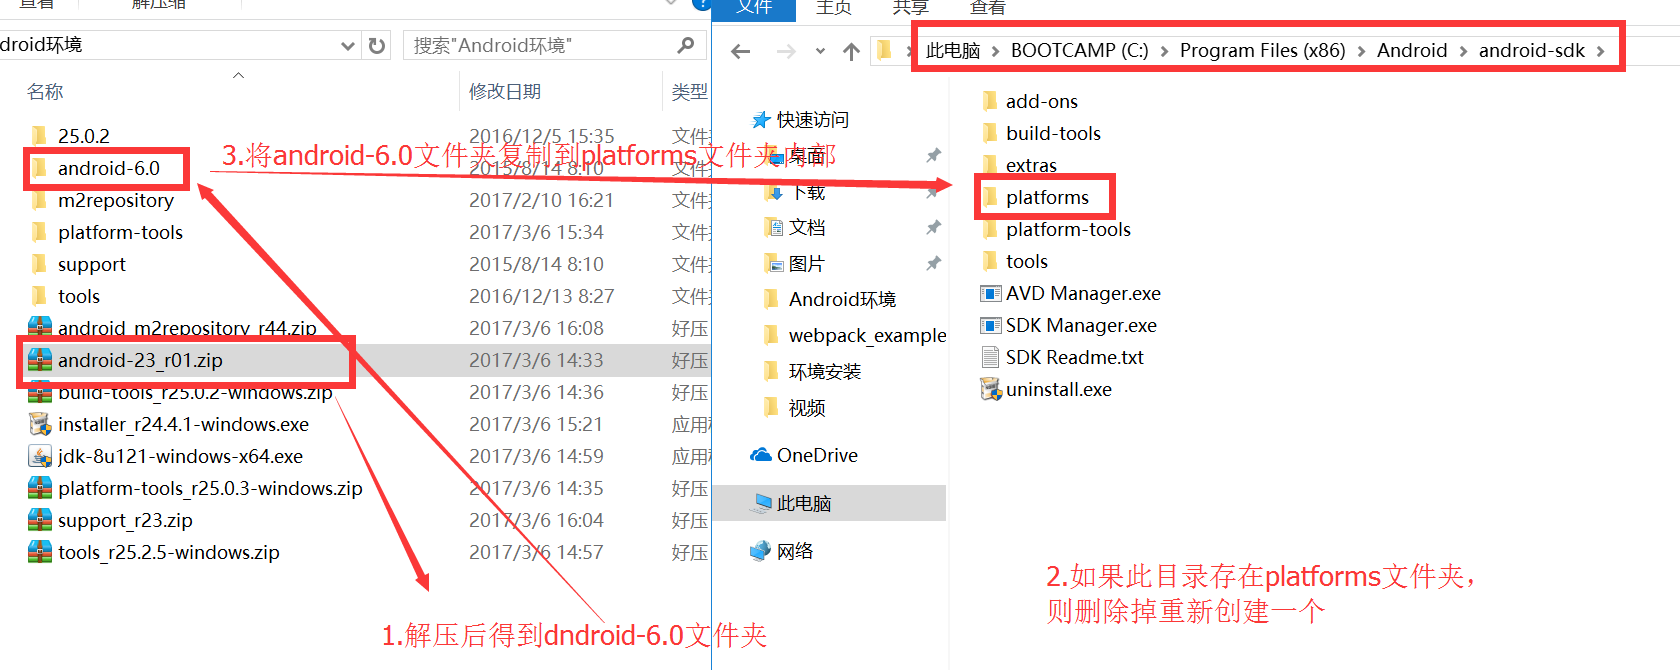 查看
解压缩
droid环境
搜索"Android环境"
名称
修改日期
类型
25.0.2
2016/12/5 15:35
文件
android-6.0
2015/8/14 8:10
文件
m2repository
2017/2/10 16:21
文件
platform-tools
2017/3/6 15:34
文件
support
2015/8/14 8:10
文件
tools
2016/12/13 8:27
文件
android_m2repository_r44.zip
2017/3/6 16:08
好压
android-23_r01.zip
2017/3/6 14:33
好压
build-tools_r25.0.2-windows.zip
2017/3/6 14:36
好压
installer_r24.4.1-windows.exe
2017/3/6 15:21
应用
jdk-8u121-windows-x64.exe
2017/3/6 14:59
应用
platform-tools_r25.0.3-windows.zip
2017/3/6 14:35
好压
support_r23.zip
2017/3/6 16:04
好压
tools_r25.2.5-windows.zip
2017/3/6 14:57
好压
3.将android-6.0文件夹复制到platforms文件夹内部
1.解压后得到dndroid-6.0文件夹
文件
主页
共享
查看
此电脑 > BOOTCAMP (C:) > Program Files (x86) > Android > android-sdk >
快速访问
桌面
下载
文档
图片
Android环境
webpack_example
环境安装
视频
OneDrive
此电脑
网络
add-ons
build-tools
extras
platforms
platform-tools
tools
AVD Manager.exe
SDK Manager.exe
SDK Readme.txt
uninstall.exe
2.如果此目录存在platforms文件夹，
则删除掉重新创建一个